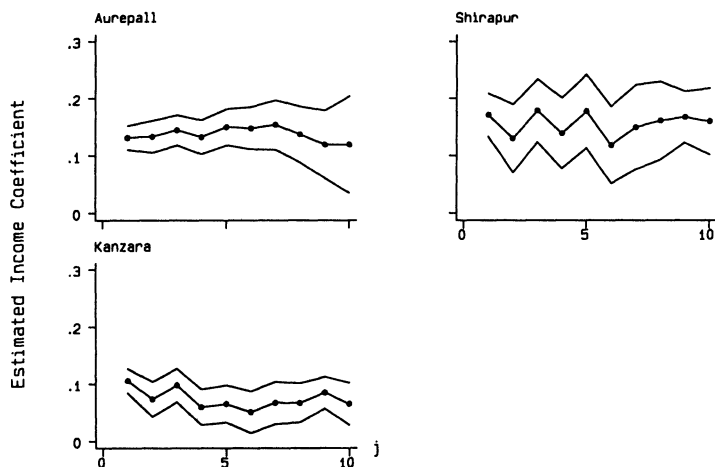 Aurepall
Shirapur
Estimated Income Coefficient
.3
.2
.1
0
0
5
10
Kanzara
.3
.2
.1
0
0
5
10
j